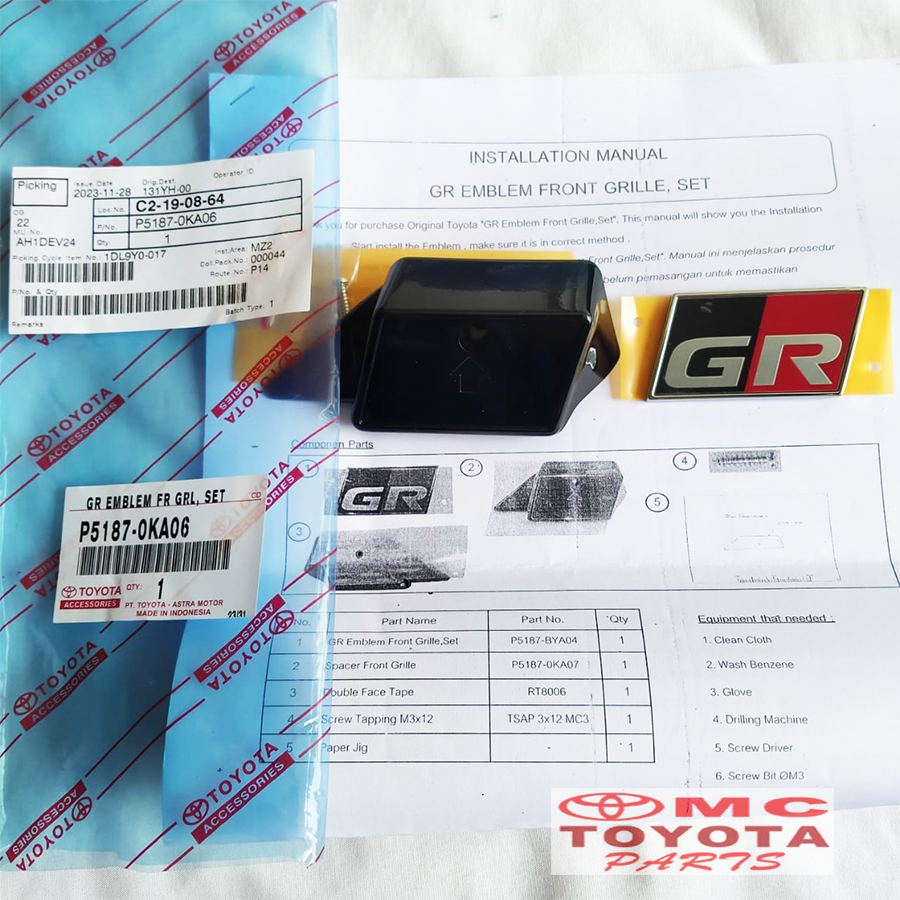 TOYOTA
ACCESSORIES
Picking
Issue Date
2023-11-28
Orig.Dest.
131YH-00
Operator ID
Loc.No.
C2-19-08-64
P/No.
P5187-0KA06
Qty
1
22
MU No.
AH1DEV24
Picking Cycle Item No.: 1DL9Y0-017
Inst.Area: MZ2
Coll.Pack.No.: 000044
Route No.: P14
P/No. & Qty
Batch Type: 1
Remarks
GR EMBLEM FR GRL, SET
CD
P5187-0KA06
TOYOTA
ACCESSORIES
QTY: 1
PT. TOYOTA - ASTRA MOTOR
MADE IN INDONESIA
INSTALLATION MANUAL
GR EMBLEM FRONT GRILLE, SET
you for purchase Original Toyota "GR Emblem Front Grille,Set". This manual will show you the Installation
Start install the Emblem , make sure it is in correct method .
Front Grille,Set". Manual ini menjelaskan prosedur
belum pemasangan untuk memastikan
GR
Componen Parts
GR
2
3
4
5
No.
Part Name
Part No.
Qty
1
GR Emblem Front Grille,Set
P5187-BYA04
1
2
Spacer Front Grille
P5187-0KA07
1
3
Double Face Tape
RT8006
1
4
Screw Tapping M3x12
TSAP 3x12 MC3
1
5
Paper Jig
-
1
Equipment that needed :
1. Clean Cloth
2. Wash Benzene
3. Glove
4. Drilling Machine
5. Screw Driver
6. Screw Bit ØM3
MC
TOYOTA
PARTS